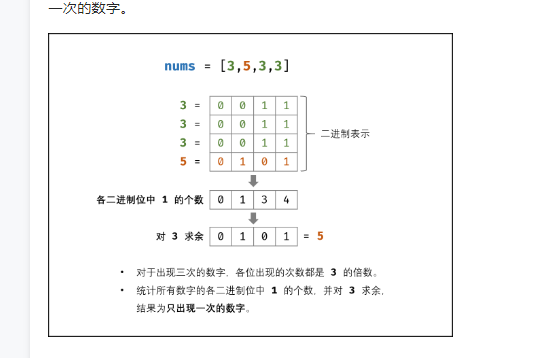 一次的数字。
nums = [3,5,3,3]
3 = 0 0 1 1
3 = 0 0 1 1
3 = 0 0 1 1
5 = 0 1 0 1
二进制表示
各二进制位中 1 的个数 0 1 3 4
对 3 求余 0 1 0 1 = 5
• 对于出现三次的数字，各位出现的次数都是 3 的倍数。
• 统计所有数字的各二进制位中 1 的个数，并对 3 求余，
结果为只出现一次的数字。